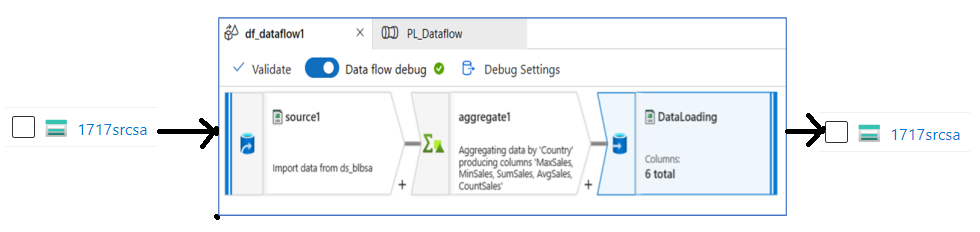 df_dataflow1 PL_Dataflow
Validate Data flow debug Debug Settings
1717srcsa
source1
Import data from ds_blbsa
aggregate1
Aggregating data by 'Country'
producing columns 'MaxSales,
MinSales, SumSales, AvgSales,
CountSales'
DataLoading
Columns:
6 total
1717srcsa